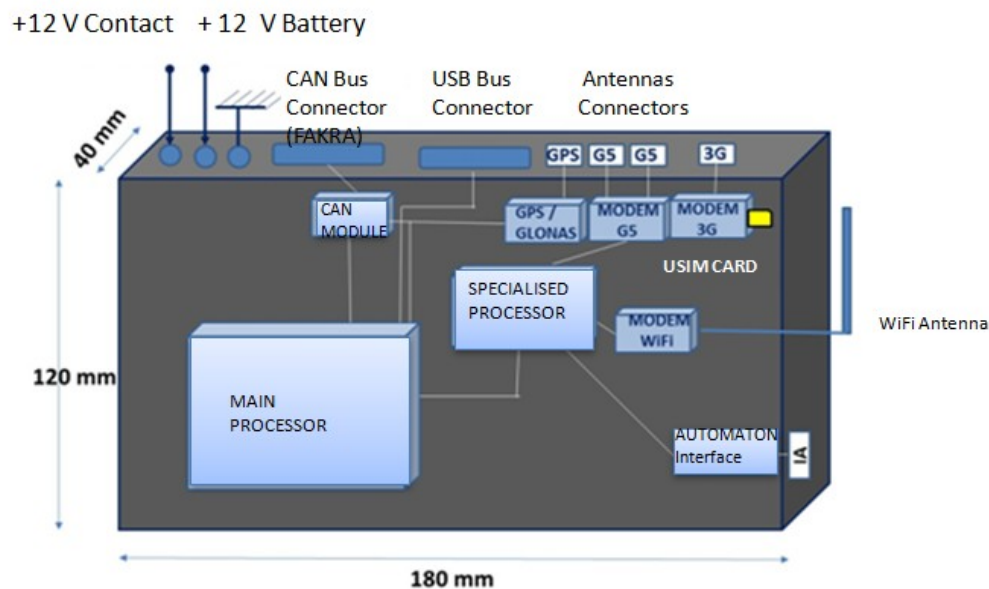 +12 V Contact
+ 12 V Battery
CAN Bus
Connector
(FAKRA)
USB Bus
Connector
Antennas
Connectors
40 mm
GPS
G5
G5
3G
CAN
MODULE
GPS /
GLONAS
MODEM
G5
MODEM
3G
USIM CARD
SPECIALISED
PROCESSOR
MODEM
WiFi
WiFi Antenna
120 mm
MAIN
PROCESSOR
AUTOMATON
Interface
IA
180 mm